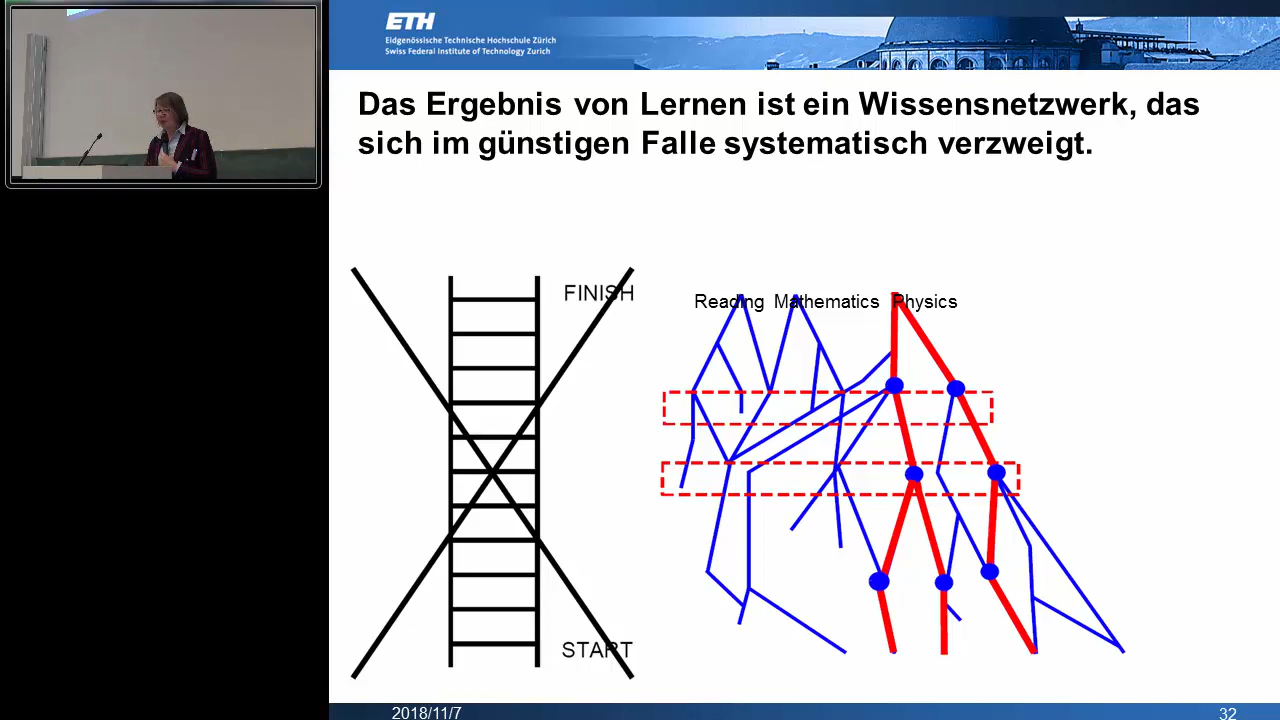 ETH
Eidgenössische Technische Hochschule Zürich
Swiss Federal Institute of Technology Zurich
Das Ergebnis von Lernen ist ein Wissensnetzwerk, das
sich im günstigen Falle systematisch verzweigt.
FINISH
Reading Mathematics Physics
START
2018/11/7
32